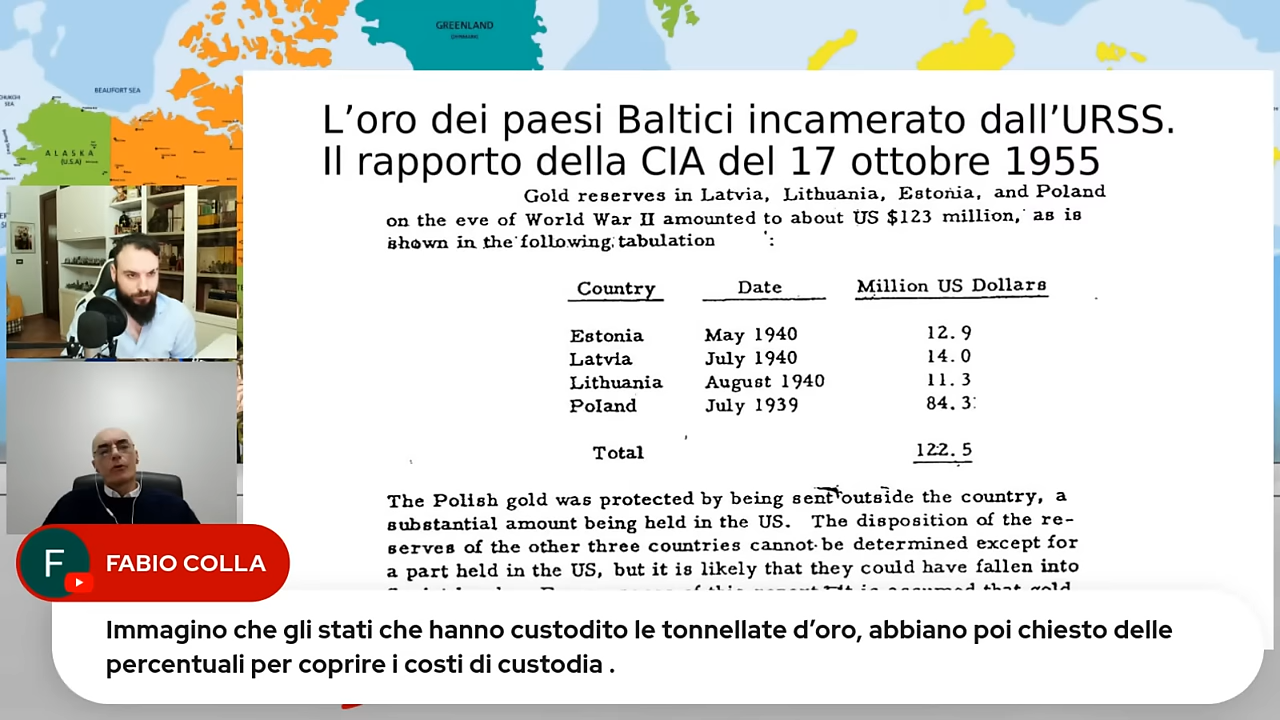 GREENLAND
BEAUFORT SEA
ALASKA
(U.S.A)
L’oro dei paesi Baltici incamerato dall’URSS.
Il rapporto della CIA del 17 ottobre 1955
Gold reserves in Latvia, Lithuania, Estonia, and Poland
on the eve of World War II amounted to about US $123 million, as is
shown in the following tabulation :
Country Date Million US Dollars
Estonia May 1940 12.9
Latvia July 1940 14.0
Lithuania August 1940 11.3
Poland July 1939 84.3
Total 122.5
The Polish gold was protected by being sent outside the country, a
substantial amount being held in the US. The disposition of the re-
serves of the other three countries cannot be determined except for
a part held in the US, but it is likely that they could have fallen into
F FABIO COLLA
Immagino che gli stati che hanno custodito le tonnellate d’oro, abbiano poi chiesto delle
percentuali per coprire i costi di custodia .